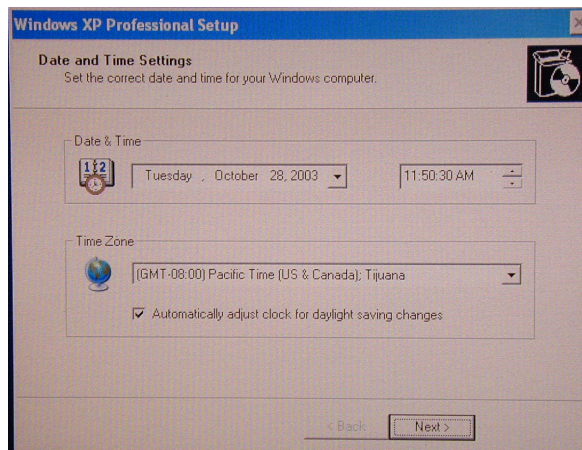 Windows XP Professional Setup
Date and Time Settings
Set the correct date and time for your Windows computer.
Date & Time
Tuesday , October 28, 2003
11:50:30 AM
Time Zone
(GMT-08:00) Pacific Time (US & Canada); Tijuana
Automatically adjust clock for daylight saving changes
< Back
Next >